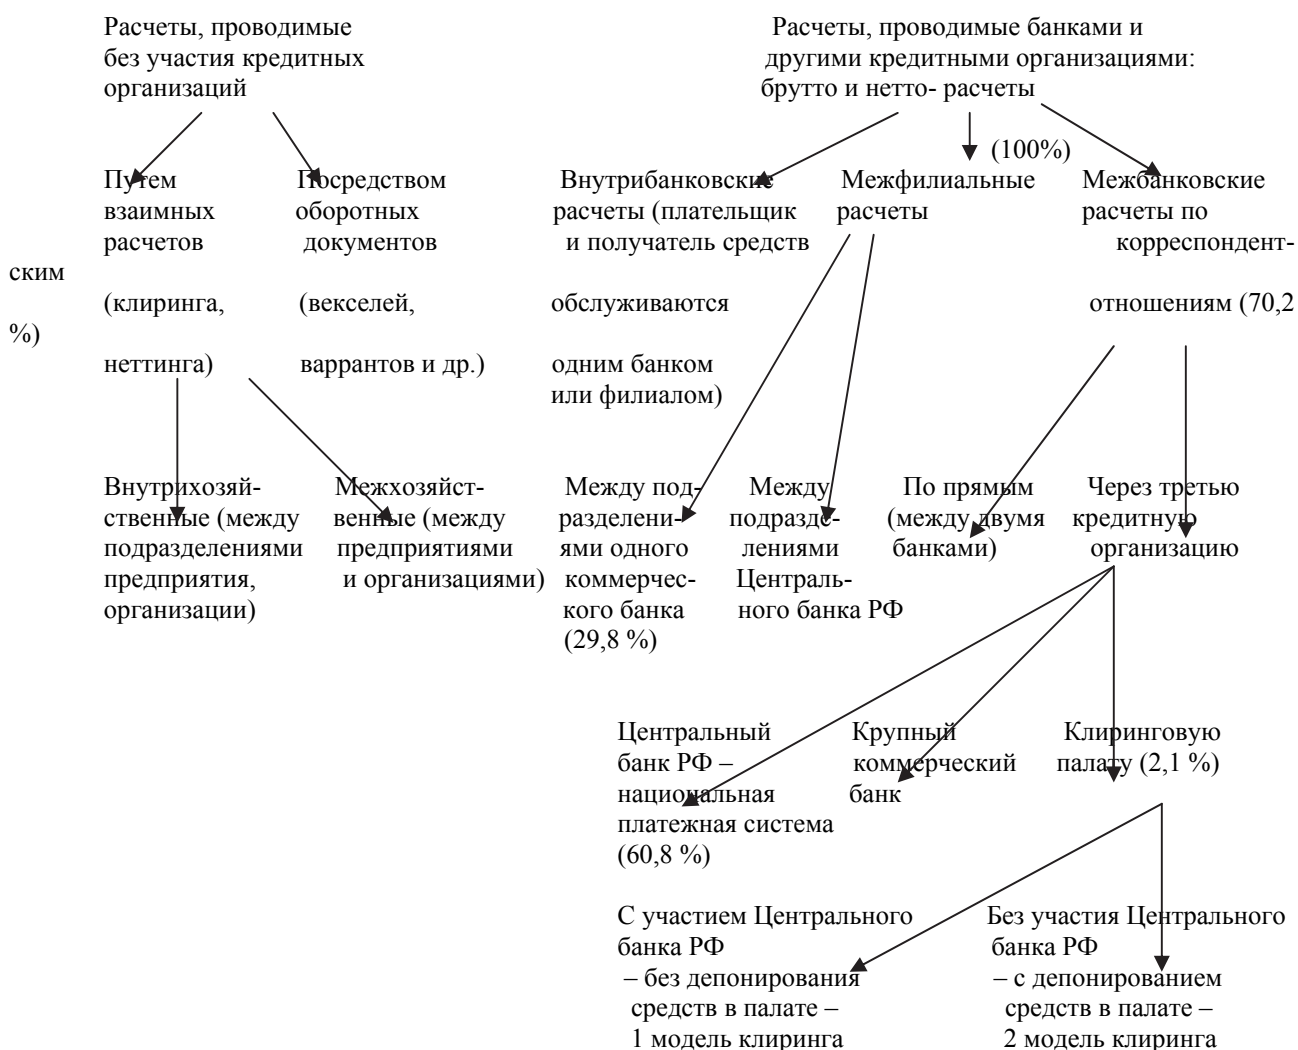 Расчеты, проводимые
без участия кредитных
организаций
Расчеты, проводимые банками и
другими кредитными организациями:
брутто и нетто- расчеты
(100%)
Путем
взаимных
расчетов
(клиринга,
неттинга)
Посредством
оборотных
документов
(векселей,
варрантов и др.)
Внутрибанковские
расчеты (плательщик
и получатель средств
обслуживаются
одним банком
или филиалом)
Межфилиальные
расчеты
Межбанковские
расчеты по
корреспондент-
ским
отношениям (70,2
%)
Внутрихозяй-
ственные (между
подразделениями
предприятия,
организации)
Межхозяйст-
венные (между
предприятиями
и организациями)
Между под-
разделени-
ями одного
коммерчес-
кого банка
(29,8 %)
Между
подразде-
лениями
Централь-
ного банка РФ
По прямым
(между двумя
банками)
Через третью
кредитную
организацию
Центральный
банк РФ –
национальная
платежная система
(60,8 %)
Крупный
коммерческий
банк
Клиринговую
палату (2,1 %)
С участием Центрального
банка РФ
– без депонирования
средств в палате –
1 модель клиринга
Без участия Центрального
банка РФ
– с депонированием
средств в палате –
2 модель клиринга